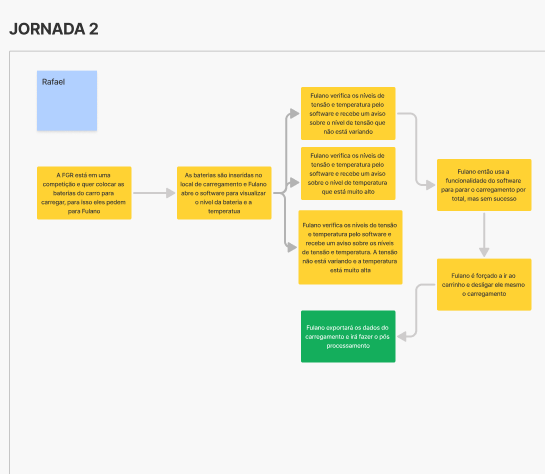 JORNADA 2
Rafael
A FGR está em uma
competição e quer colocar as
baterias do carro para
carregar, para isso eles pedem
para Fulano
As baterias são inseridas no
local de carregamento e Fulano
abre o software para visualizar
o nível da bateria e a
temperatua
Fulano verifica os níveis de
tensão e temperatura pelo
software e recebe um aviso
sobre o nível de tensão que
não está variando
Fulano verifica os níveis de
tensão e temperatura pelo
software e recebe um aviso
sobre o nível de temperatura
que está muito alto
Fulano verifica os níveis de tensão
e temperatura pelo software e
recebe um aviso sobre os níveis
de tensão e temperatura. A tensão
não está variando e a temperatura
está muito alta
Fulano então usa a
funcionalidade do software
para parar o carregamento por
total, mas sem sucesso
Fulano é forçado a ir ao
carrinho e desligar ele mesmo
o carregamento
Fulano exportará os dados do
carregamento e irá fazer o pós
processamento